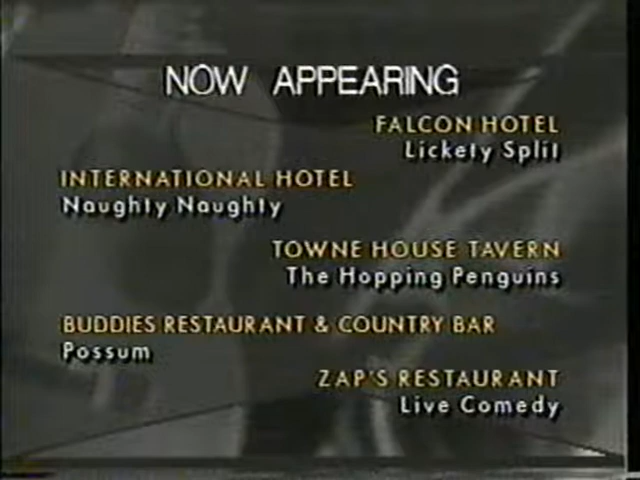 NOW APPEARING
FALCON HOTEL
Lickety Split
INTERNATIONAL HOTEL
Naughty Naughty
TOWNE HOUSE TAVERN
The Hopping Penguins
BUDDIES RESTAURANT & COUNTRY BAR
Possum
ZAP'S RESTAURANT
Live Comedy